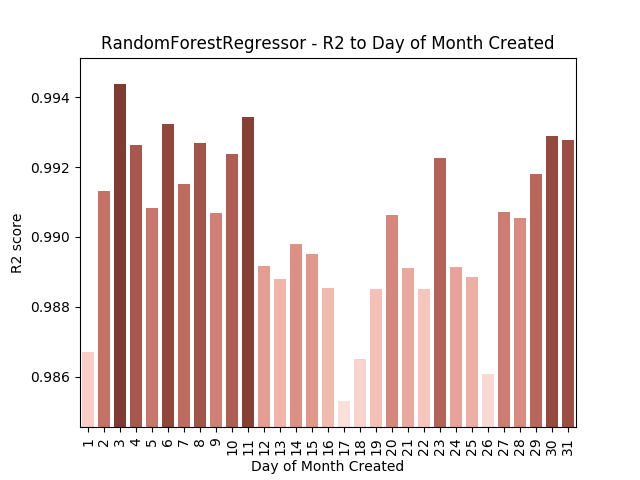 RandomForestRegressor - R2 to Day of Month Created
R2 score
0.994
0.992
0.990
0.988
0.986
1 2 3 4 5 6 7 8 9 10 11 12 13 14 15 16 17 18 19 20 21 22 23 24 25 26 27 28 29 30 31
Day of Month Created